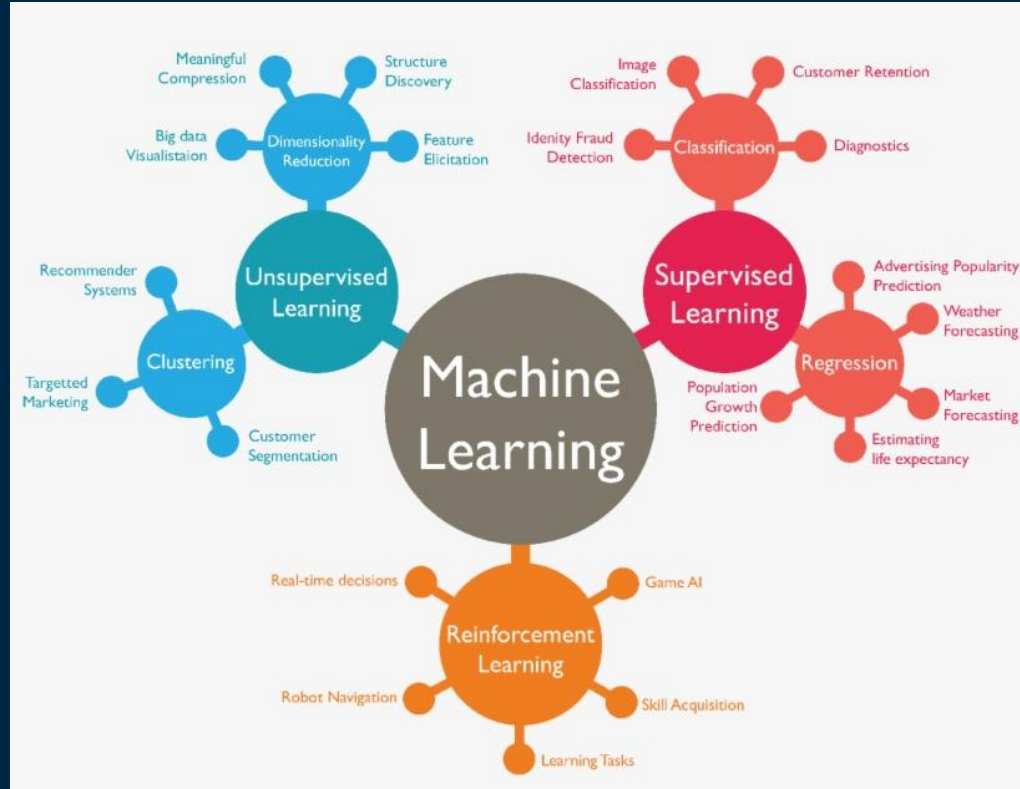 Meaningful
Compression
Structure
Discovery
Big data
Visualistaion
Dimensionality
Reduction
Feature
Elicitation
Image
Classification
Customer Retention
Idenity Fraud
Detection
Classification
Diagnostics
Unsupervised
Learning
Supervised
Learning
Recommender
Systems
Clustering
Targetted
Marketing
Customer
Segmentation
Machine
Learning
Advertising Popularity
Prediction
Weather
Forecasting
Regression
Population
Growth
Prediction
Market
Forecasting
Estimating
life expectancy
Real-time decisions
Game AI
Reinforcement
Learning
Robot Navigation
Skill Acquisition
Learning Tasks